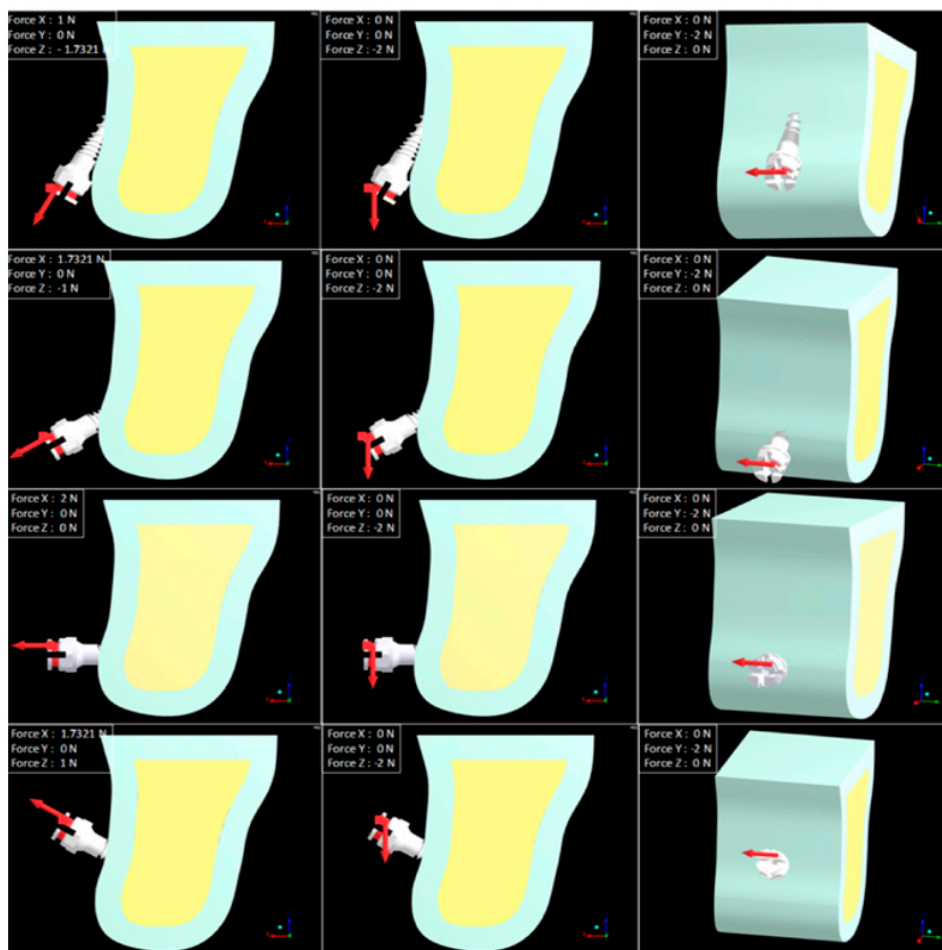 Force X : 1 N
Force Y : 0 N
Force Z : - 1.7321 N
Force X : 0 N
Force Y : 0 N
Force Z : -2 N
Force X : 0 N
Force Y : -2 N
Force Z : 0 N
Force X : 1.7321 N
Force Y : 0 N
Force Z : -1 N
Force X : 0 N
Force Y : 0 N
Force Z : -2 N
Force X : 0 N
Force Y : -2 N
Force Z : 0 N
Force X : 2 N
Force Y : 0 N
Force Z : 0 N
Force X : 0 N
Force Y : 0 N
Force Z : -2 N
Force X : 0 N
Force Y : -2 N
Force Z : 0 N
Force X : 1.7321 N
Force Y : 0 N
Force Z : 1 N
Force X : 0 N
Force Y : 0 N
Force Z : -2 N
Force X : 0 N
Force Y : -2 N
Force Z : 0 N